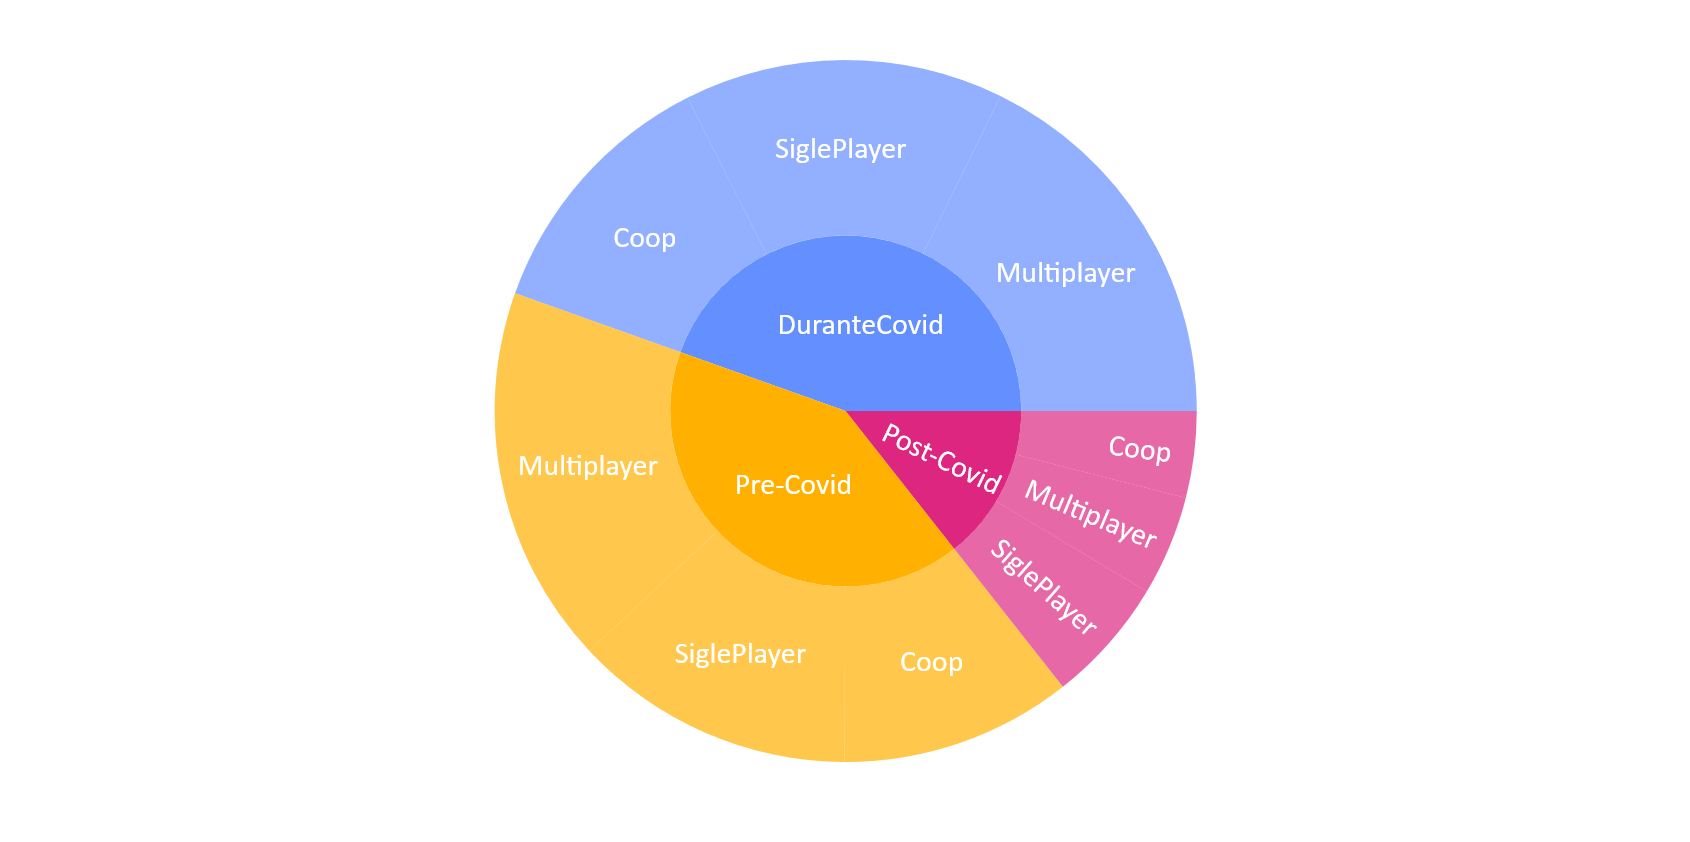 SiglePlayer
Coop
Multiplayer
DuranteCovid
Post-Covid
Coop
Multiplayer
Pre-Covid
Multiplayer
SiglePlayer
SiglePlayer
Coop